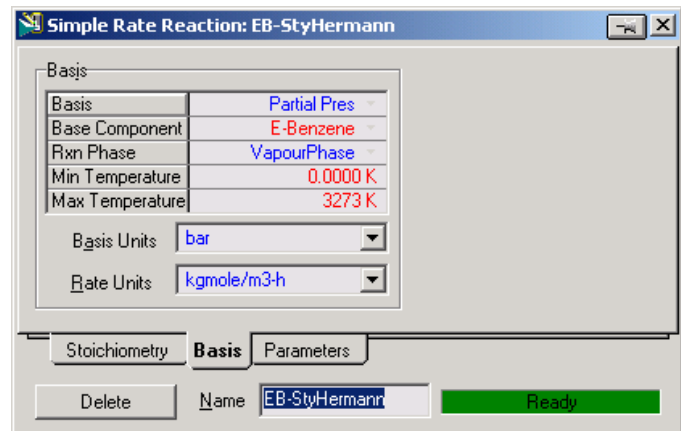 Simple Rate Reaction: EB-StyHermann
Basis
Basis Partial Pres
Base Component E-Benzene
Rxn Phase VapourPhase
Min Temperature 0.0000 K
Max Temperature 3273 K
Basis Units bar
Rate Units kgmole/m3-h
Stoichiometry Basis Parameters
Delete Name EB-StyHermann Ready